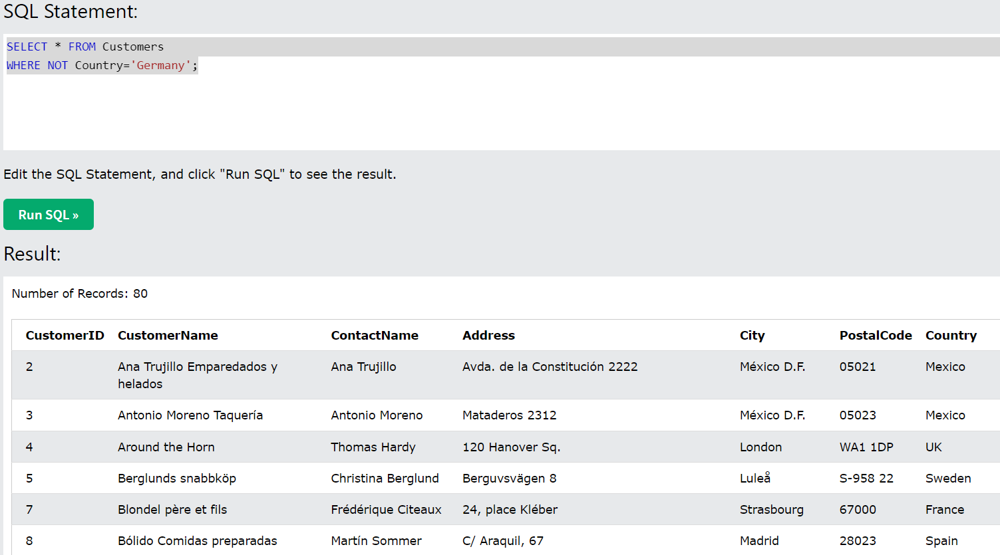 SQL Statement:
SELECT * FROM Customers
WHERE NOT Country='Germany';
Edit the SQL Statement, and click "Run SQL" to see the result.
Run SQL »
Result:
Number of Records: 80
CustomerID CustomerName ContactName Address City PostalCode Country
2 Ana Trujillo Emparedados y Ana Trujillo Avda. de la Constitución 2222 México D.F. 05021 Mexico
helados
3 Antonio Moreno Taquería Antonio Moreno Mataderos 2312 México D.F. 05023 Mexico
4 Around the Horn Thomas Hardy 120 Hanover Sq. London WA1 1DP UK
5 Berglunds snabbköp Christina Berglund Berguvsvägen 8 Luleå S-958 22 Sweden
7 Blondel père et fils Frédérique Citeaux 24, place Kléber Strasbourg 67000 France
8 Bólido Comidas preparadas Martín Sommer C/ Araquil, 67 Madrid 28023 Spain